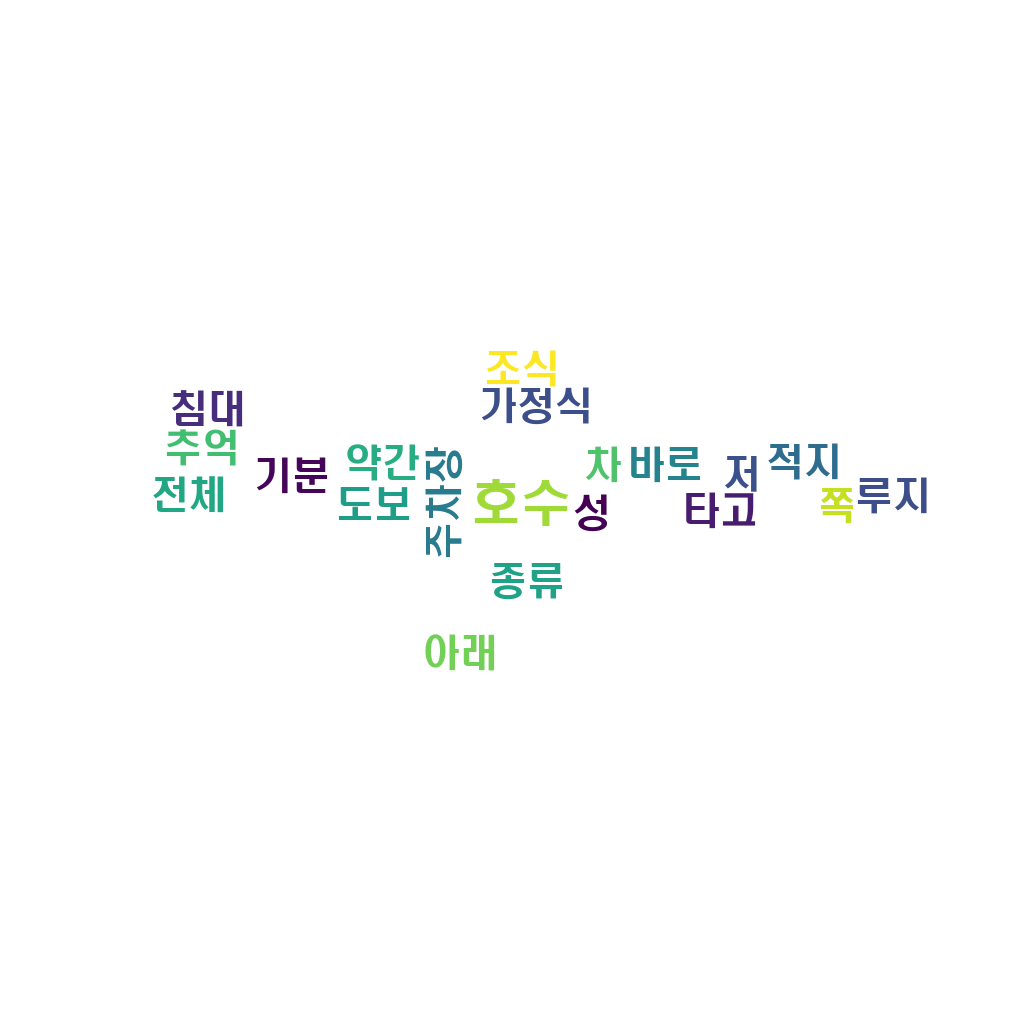 조식
가정식
침대
추억
전체
기분
약간
도보
주차장
호수
성
차
바로
저
타고
적지
쪽
루지
종류
아래